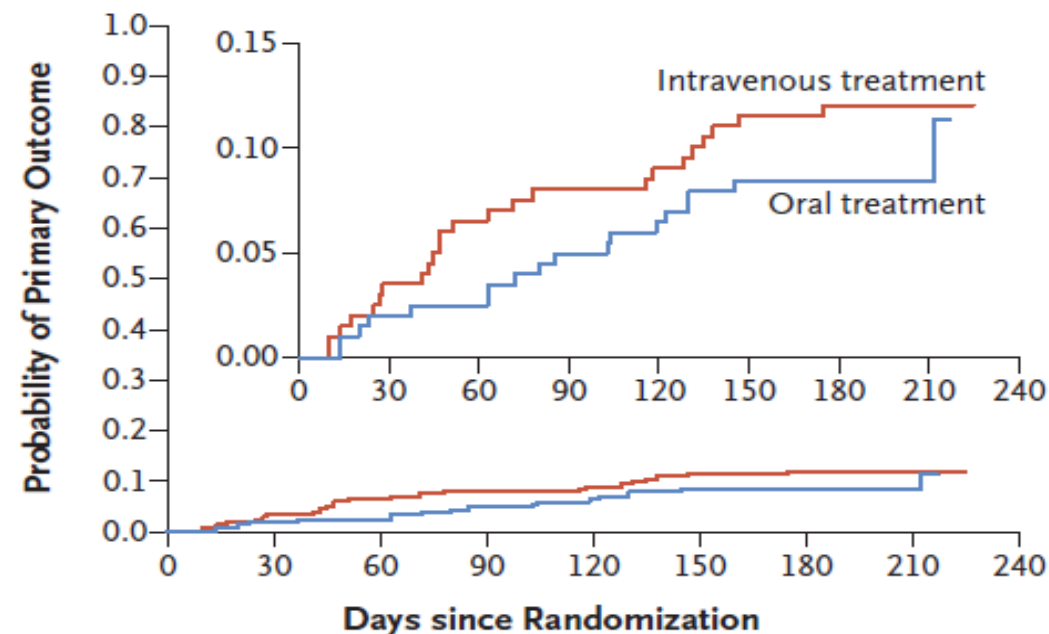 Probability of Primary Outcome
1.0
0.9
0.8
0.7
0.6
0.5
0.4
0.3
0.2
0.1
0.0
0.15
0.10
0.05
0.00
Intravenous treatment
Oral treatment
0 30 60 90 120 150 180 210 240
0 30 60 90 120 150 180 210 240
Days since Randomization